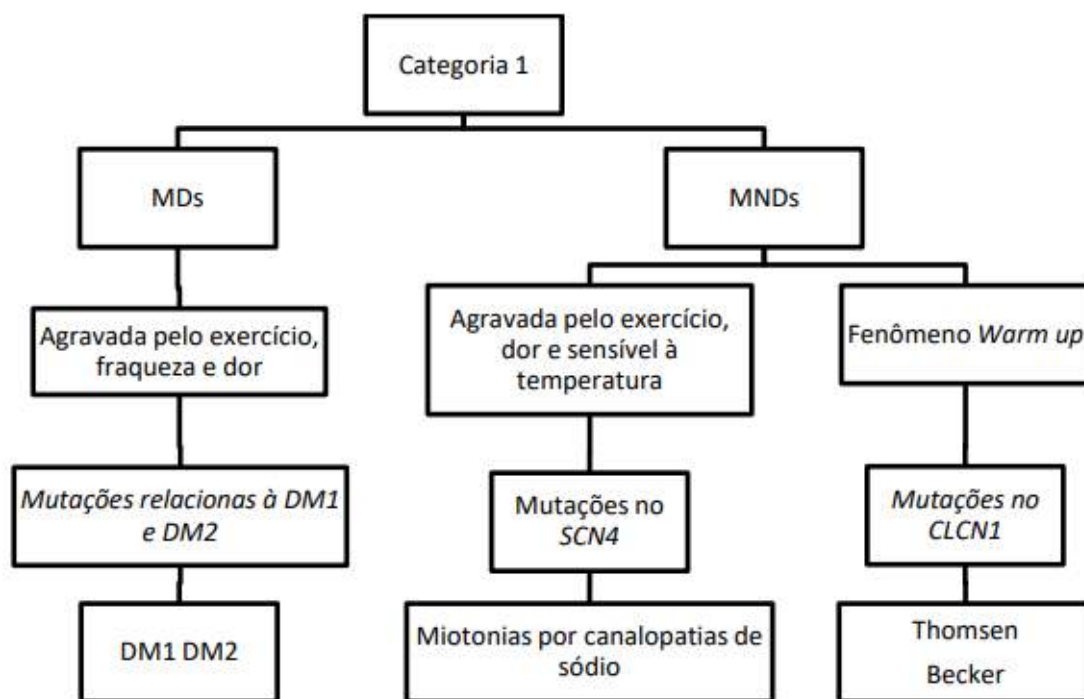 Categoria 1
MDs
MNDs
Agravada pelo exercício,
fraqueza e dor
Agravada pelo exercício,
dor e sensível à
temperatura
Fenômeno Warm up
Mutações relacionas à DM1
e DM2
Mutações no
SCN4
Mutações no
CLCN1
DM1 DM2
Miotonias por canalopatias de
sódio
Thomsen
Becker